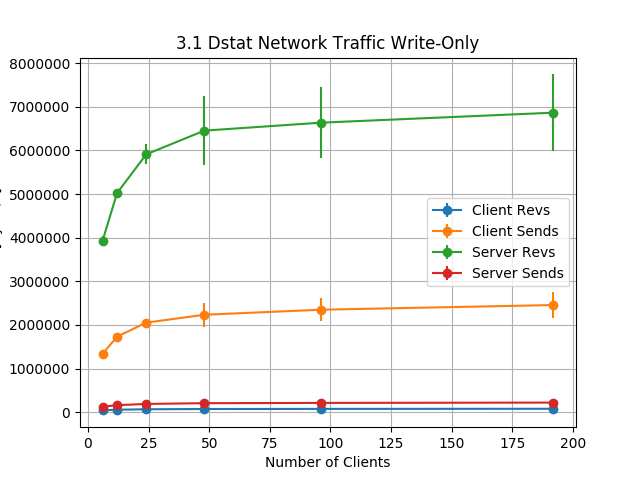 3.1 Dstat Network Traffic Write-Only
8000000
7000000
6000000
5000000
4000000
3000000
2000000
1000000
0
Client Revs
Client Sends
Server Revs
Server Sends
0 25 50 75 100 125 150 175 200
Number of Clients